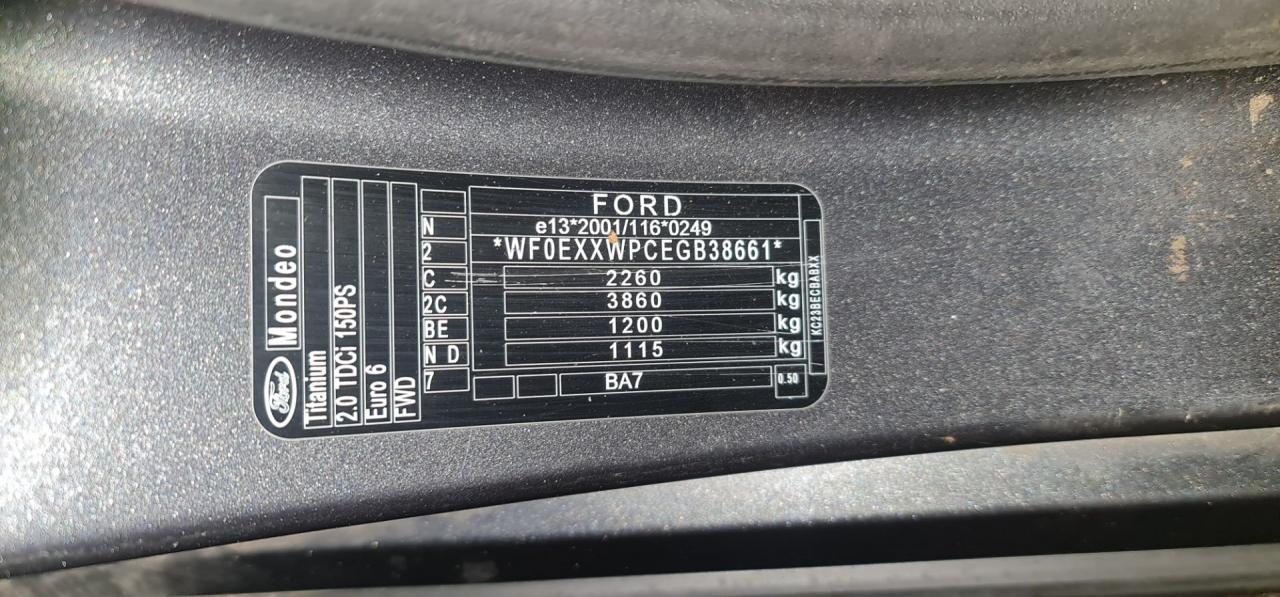 Ford
Mondeo
Titanium
2.0 TDCi 150PS
Euro 6
FWD
FORD
N e13*2001/116*0249
2 *WF0EXXWPCEGB38661*
C 2260 kg
2C 3860 kg
BE 1200 kg
N D 1115 kg
7 BA7 0.50
KC23BECBABXX